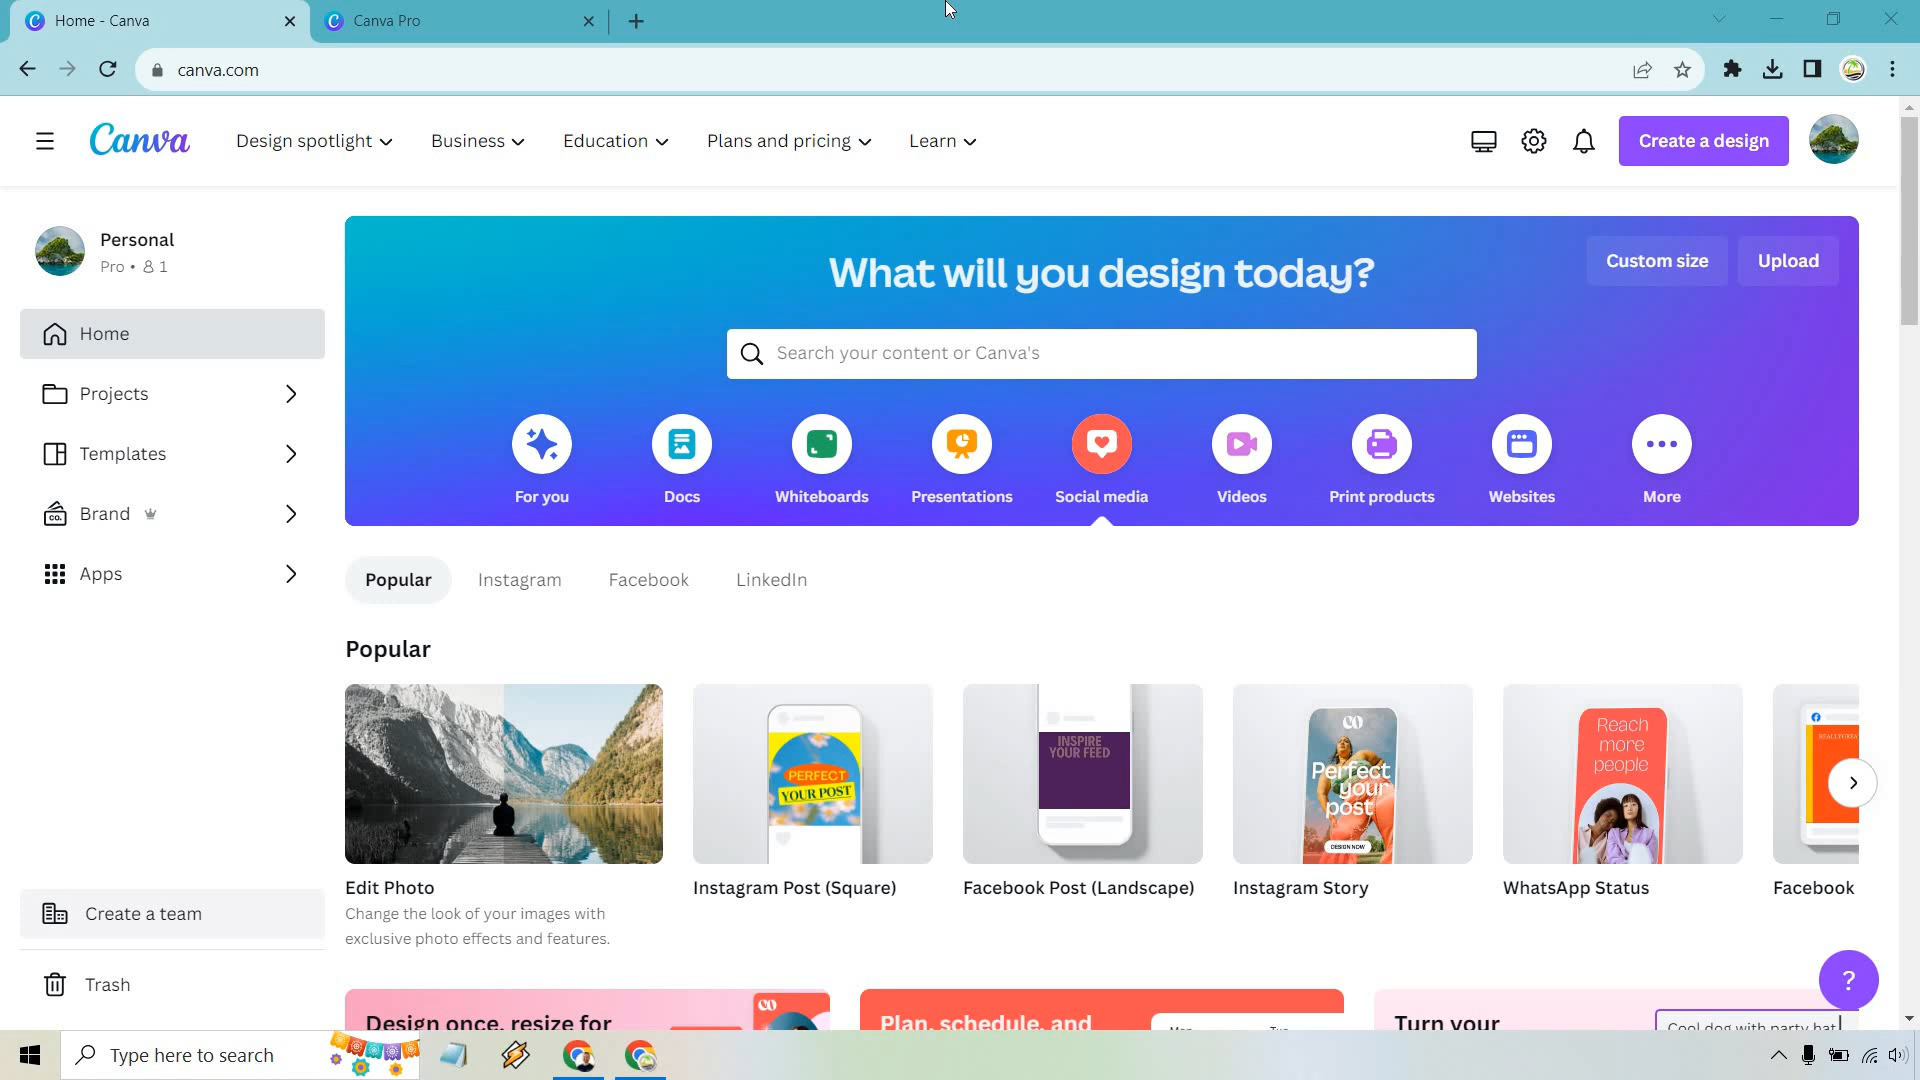 Home - Canva
Canva Pro
canva.com
Canva
Design spotlight
Business
Education
Plans and pricing
Learn
Create a design
Personal
Pro • 1
Home
Projects
Templates
CO.
Brand
Apps
Create a team
Trash
What will you design today?
Custom size
Upload
Search your content or Canva's
For you
Docs
Whiteboards
Presentations
Social media
Videos
Print products
Websites
More
Popular
Instagram
Facebook
LinkedIn
Popular
PERFECT
YOUR POST
INSPIRE
YOUR FEED
Perfect
your
post
DESIGN NOW
Reach
more
people
Edit Photo
Change the look of your images with
exclusive photo effects and features.
Instagram Post (Square)
Facebook Post (Landscape)
Instagram Story
WhatsApp Status
Facebook
Design once, resize for
Plan, schedule, and
Mon
Tue
Turn your
Cool dog with party hat
?
Type here to search